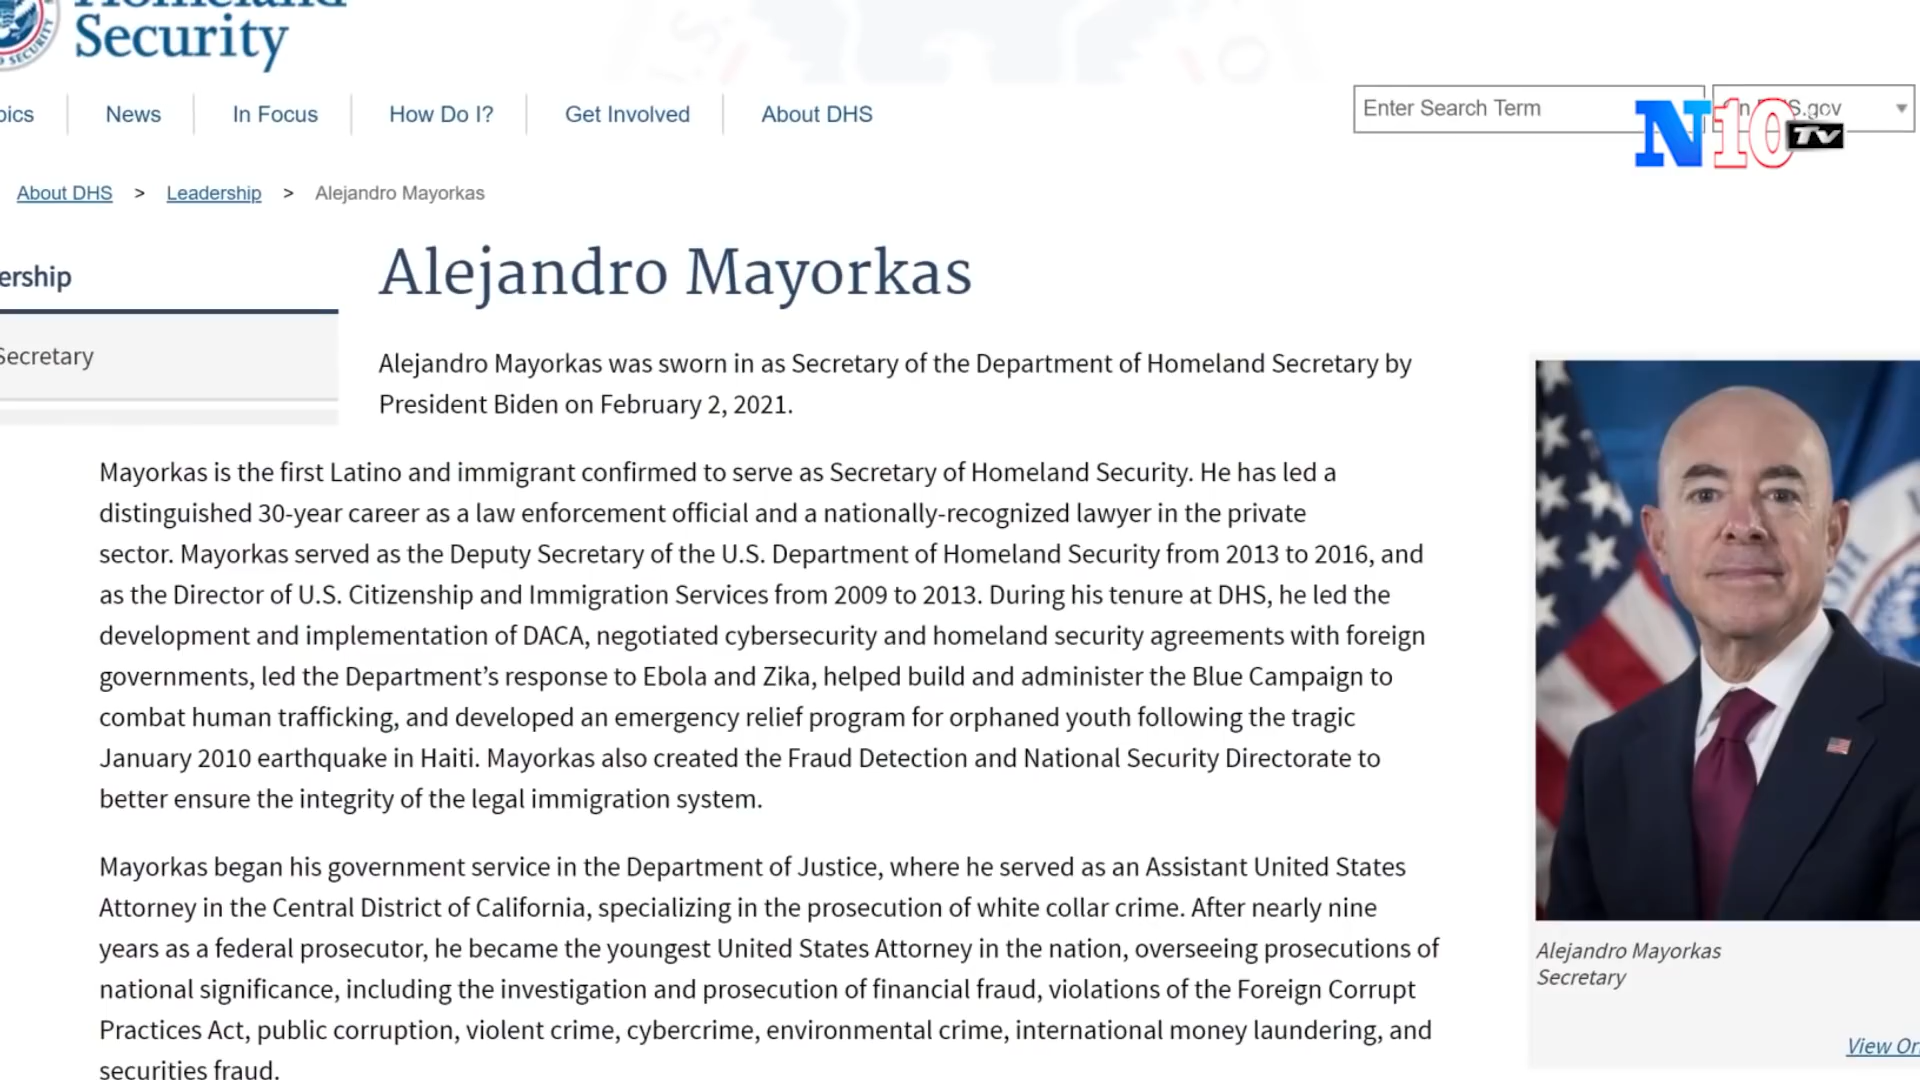 Homeland
Security
SECURITY
pics
News
In Focus
How Do I?
Get Involved
About DHS
Enter Search Term
N10 TV
About DHS > Leadership > Alejandro Mayorkas
ership
Secretary
Alejandro Mayorkas
Alejandro Mayorkas was sworn in as Secretary of the Department of Homeland Secretary by
President Biden on February 2, 2021.
Mayorkas is the first Latino and immigrant confirmed to serve as Secretary of Homeland Security. He has led a
distinguished 30-year career as a law enforcement official and a nationally-recognized lawyer in the private
sector. Mayorkas served as the Deputy Secretary of the U.S. Department of Homeland Security from 2013 to 2016, and
as the Director of U.S. Citizenship and Immigration Services from 2009 to 2013. During his tenure at DHS, he led the
development and implementation of DACA, negotiated cybersecurity and homeland security agreements with foreign
governments, led the Department’s response to Ebola and Zika, helped build and administer the Blue Campaign to
combat human trafficking, and developed an emergency relief program for orphaned youth following the tragic
January 2010 earthquake in Haiti. Mayorkas also created the Fraud Detection and National Security Directorate to
better ensure the integrity of the legal immigration system.
Mayorkas began his government service in the Department of Justice, where he served as an Assistant United States
Attorney in the Central District of California, specializing in the prosecution of white collar crime. After nearly nine
years as a federal prosecutor, he became the youngest United States Attorney in the nation, overseeing prosecutions of
national significance, including the investigation and prosecution of financial fraud, violations of the Foreign Corrupt
Practices Act, public corruption, violent crime, cybercrime, environmental crime, international money laundering, and
securities fraud.
Alejandro Mayorkas
Secretary
View Or